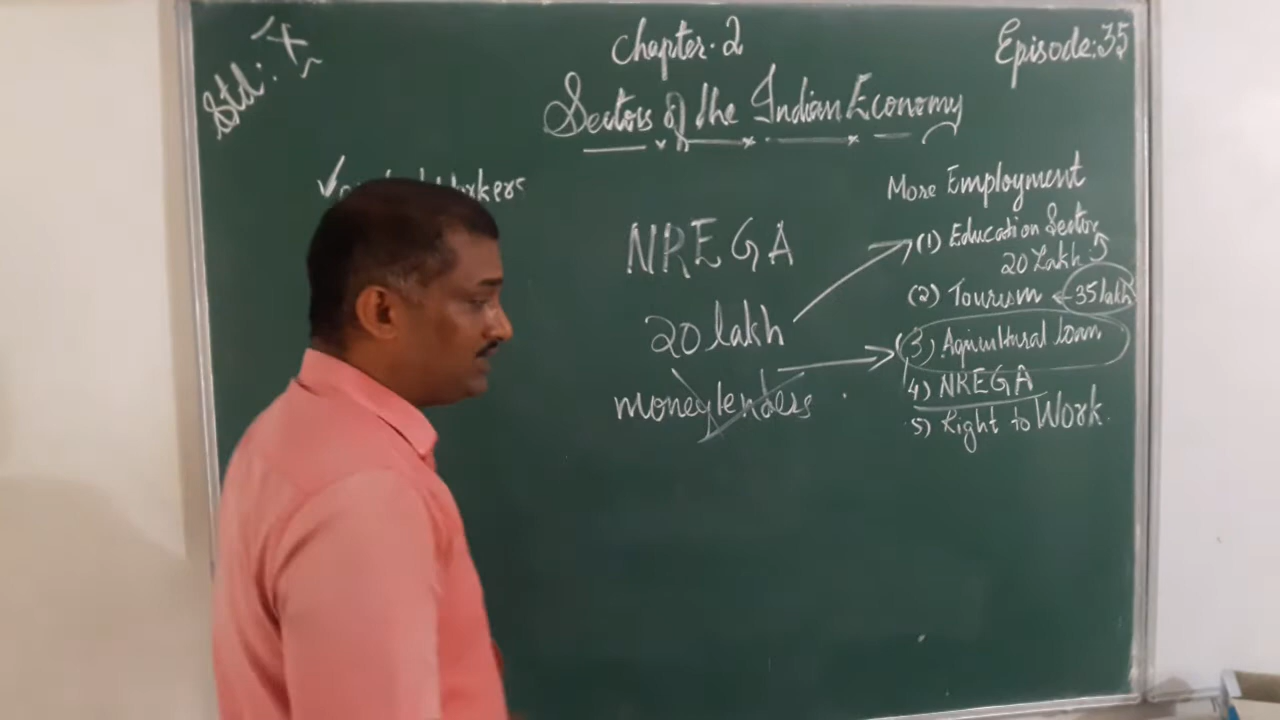 Std: X
Chapter. 2
Episode: 35
Sectors of the Indian Economy
Workers
NREGA
20 lakh
moneylenders
More Employment
(1) Education Sector
20 Lakh
(2) Tourism ← 35 lakh
(3) Agricultural loan
4) NREGA
5) Right to Work.